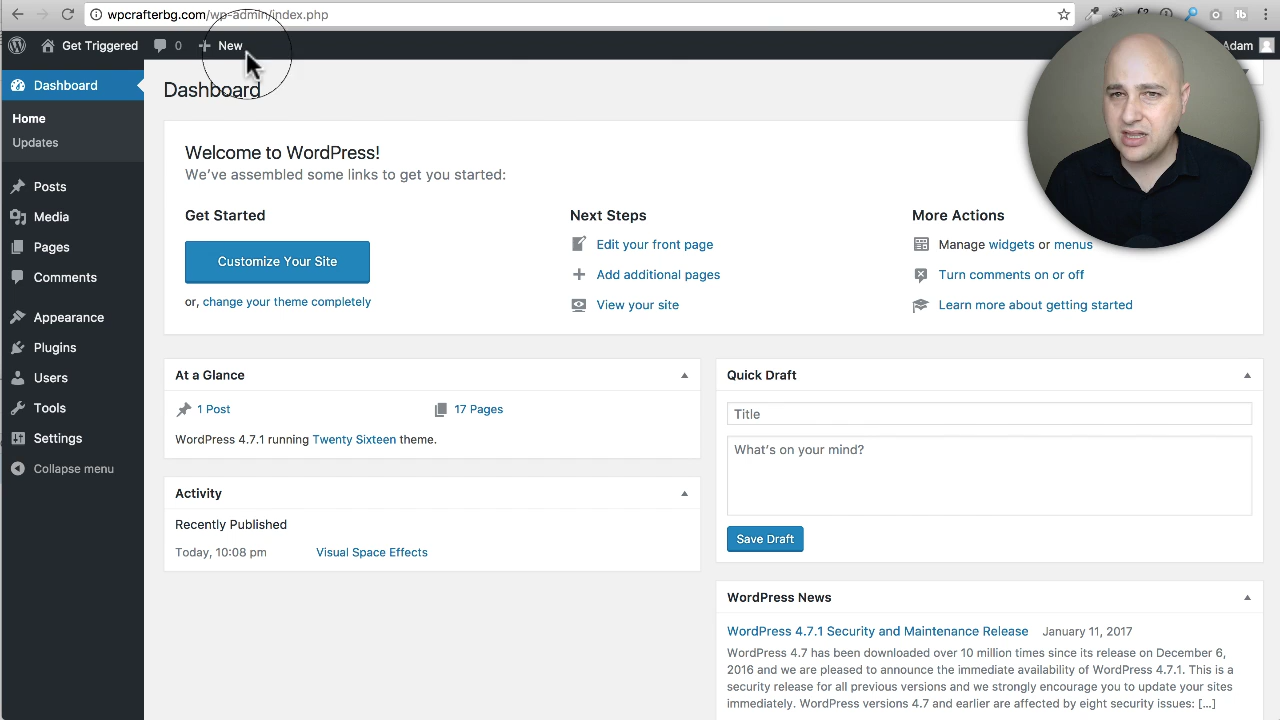 wpcrafterbg.com/wp-admin/index.php
Get Triggered 0 New Adam
Dashboard
Home
Updates
Posts
Media
Pages
Comments
Appearance
Plugins
Users
Tools
Settings
Collapse menu
Dashboard
Welcome to WordPress!
We've assembled some links to get you started:
Get Started
Customize Your Site
or, change your theme completely
Next Steps
Edit your front page
Add additional pages
View your site
More Actions
Manage widgets or menus
Turn comments on or off
Learn more about getting started
At a Glance
1 Post 17 Pages
WordPress 4.7.1 running Twenty Sixteen theme.
Activity
Recently Published
Today, 10:08 pm Visual Space Effects
Quick Draft
Title
What's on your mind?
Save Draft
WordPress News
WordPress 4.7.1 Security and Maintenance Release January 11, 2017
WordPress 4.7 has been downloaded over 10 million times since its release on December 6,
2016 and we are pleased to announce the immediate availability of WordPress 4.7.1. This is a
security release for all previous versions and we strongly encourage you to update your sites
immediately. WordPress versions 4.7 and earlier are affected by eight security issues: […]